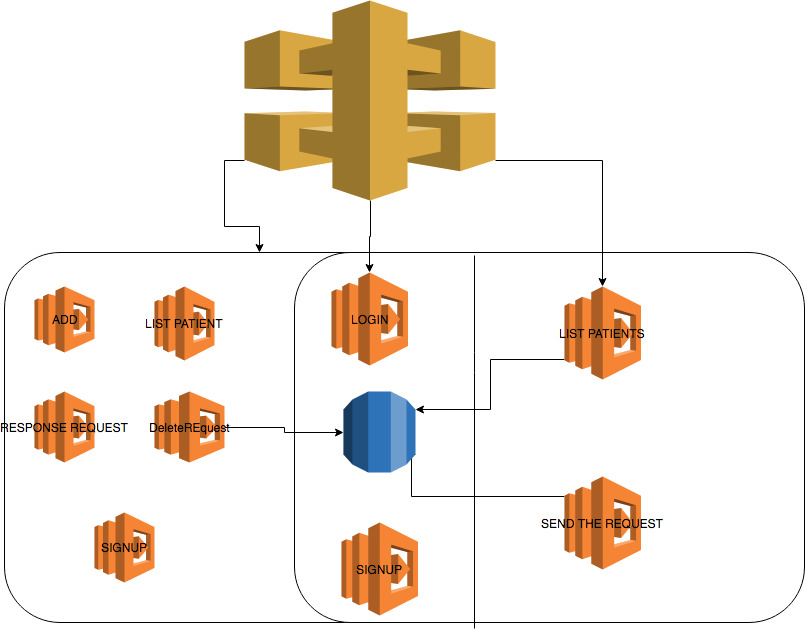 ADD
LIST PATIENT
LOGIN
LIST PATIENTS
RESPONSE REQUEST
DeleteREquest
SEND THE REQUEST
SIGNUP
SIGNUP